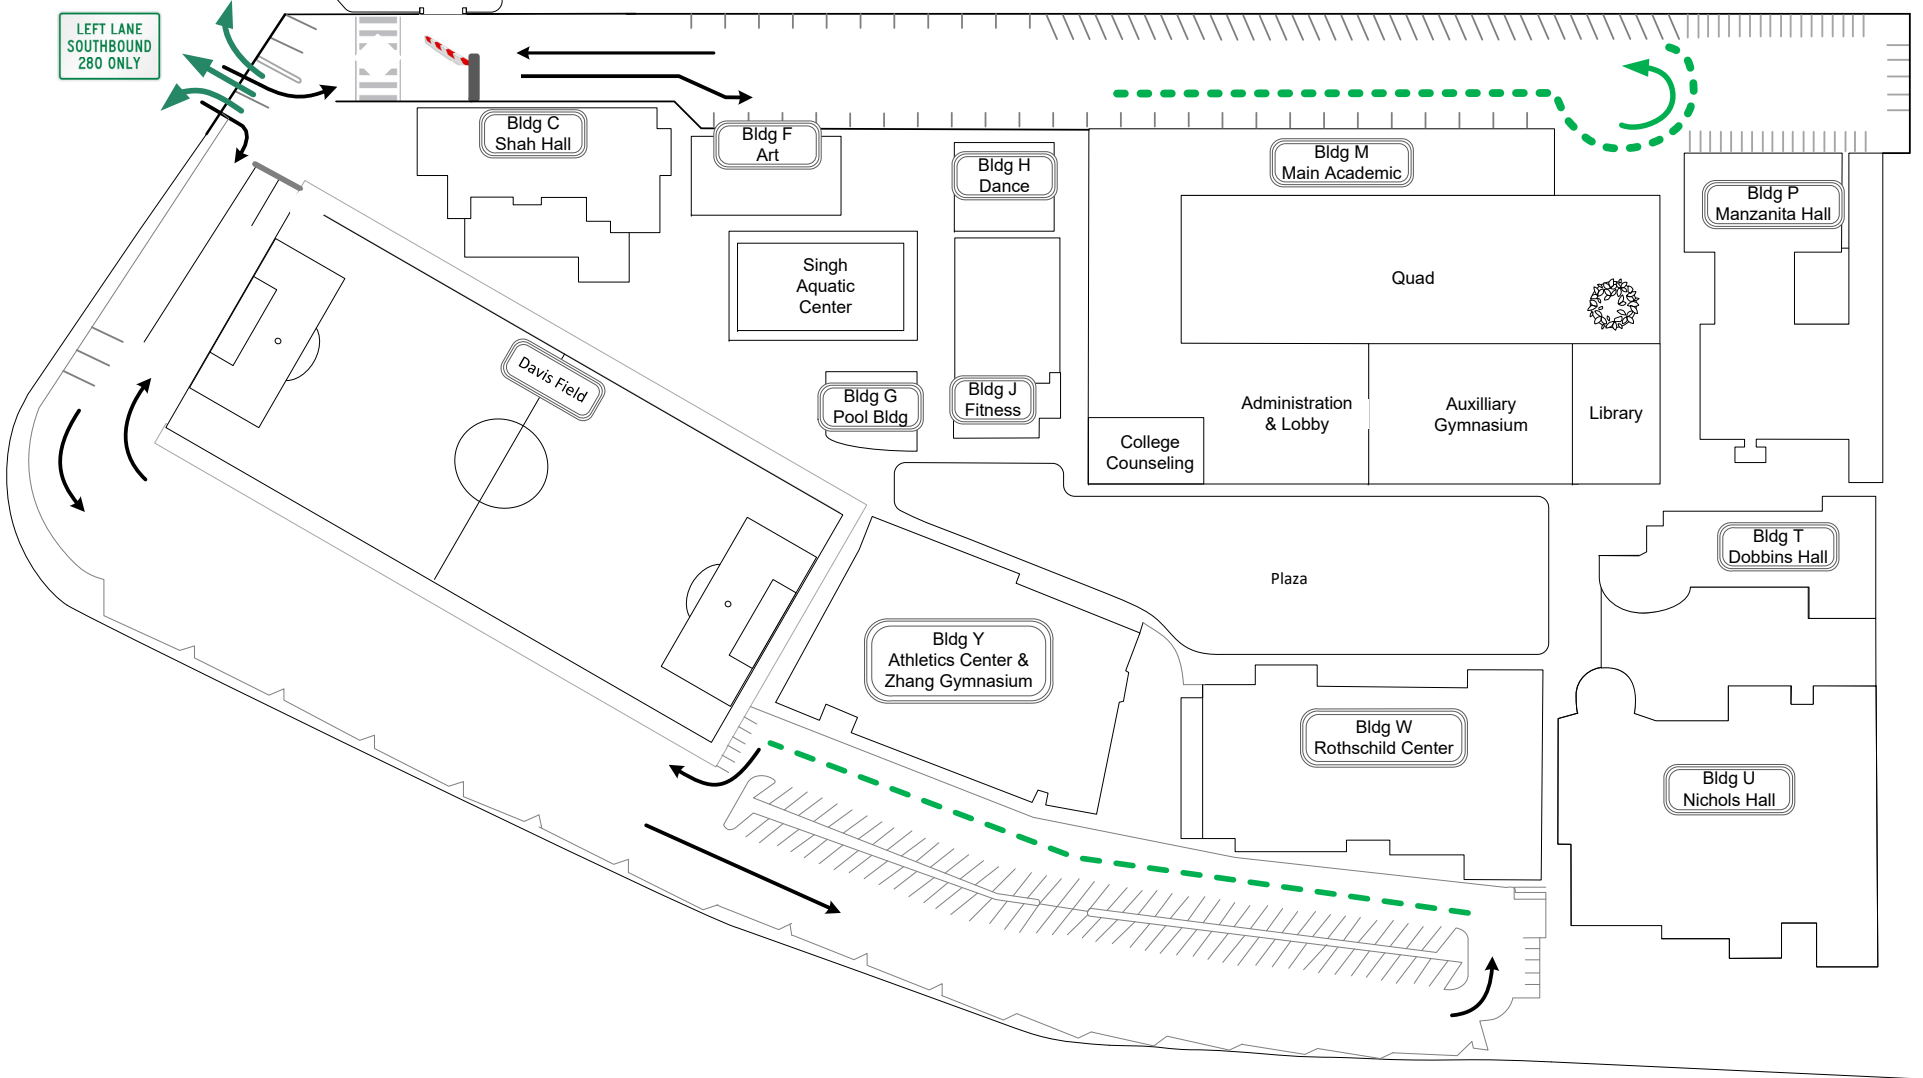 LEFT LANE
SOUTHBOUND
280 ONLY
Bldg C
Shah Hall
Bldg F
Art
Bldg H
Dance
Bldg M
Main Academic
Bldg P
Manzanita Hall
Singh
Aquatic
Center
Quad
Davis Field
Bldg G
Pool Bldg
Bldg J
Fitness
College
Counseling
Administration
& Lobby
Auxilliary
Gymnasium
Library
Bldg T
Dobbins Hall
Plaza
Bldg Y
Athletics Center &
Zhang Gymnasium
Bldg W
Rothschild Center
Bldg U
Nichols Hall